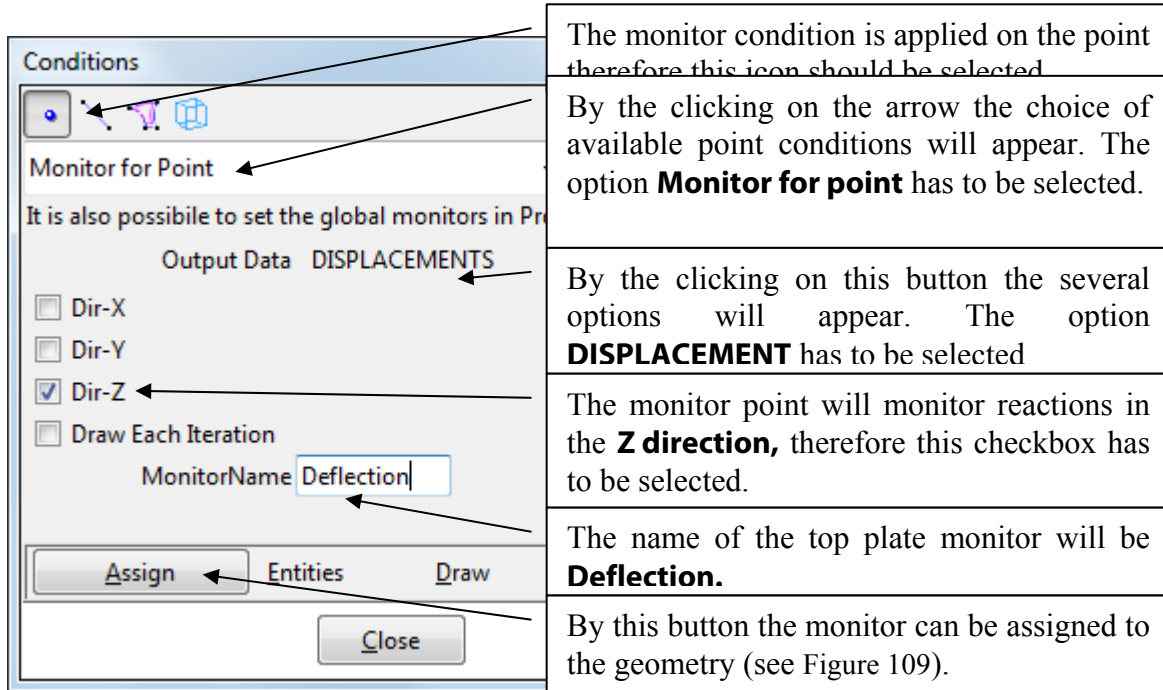 Conditions
Monitor for Point
It is also possibile to set the global monitors in Pr
Output Data DISPLACEMENTS
Dir-X
Dir-Y
Dir-Z
Draw Each Iteration
MonitorName Deflection
Assign Entities Draw
Close
The monitor condition is applied on the point
therefore this icon should be selected
By the clicking on the arrow the choice of
available point conditions will appear. The
option Monitor for point has to be selected.
By the clicking on this button the several
options will appear. The option
DISPLACEMENT has to be selected
The monitor point will monitor reactions in
the Z direction, therefore this checkbox has
to be selected.
The name of the top plate monitor will be
Deflection.
By this button the monitor can be assigned to
the geometry (see Figure 109).